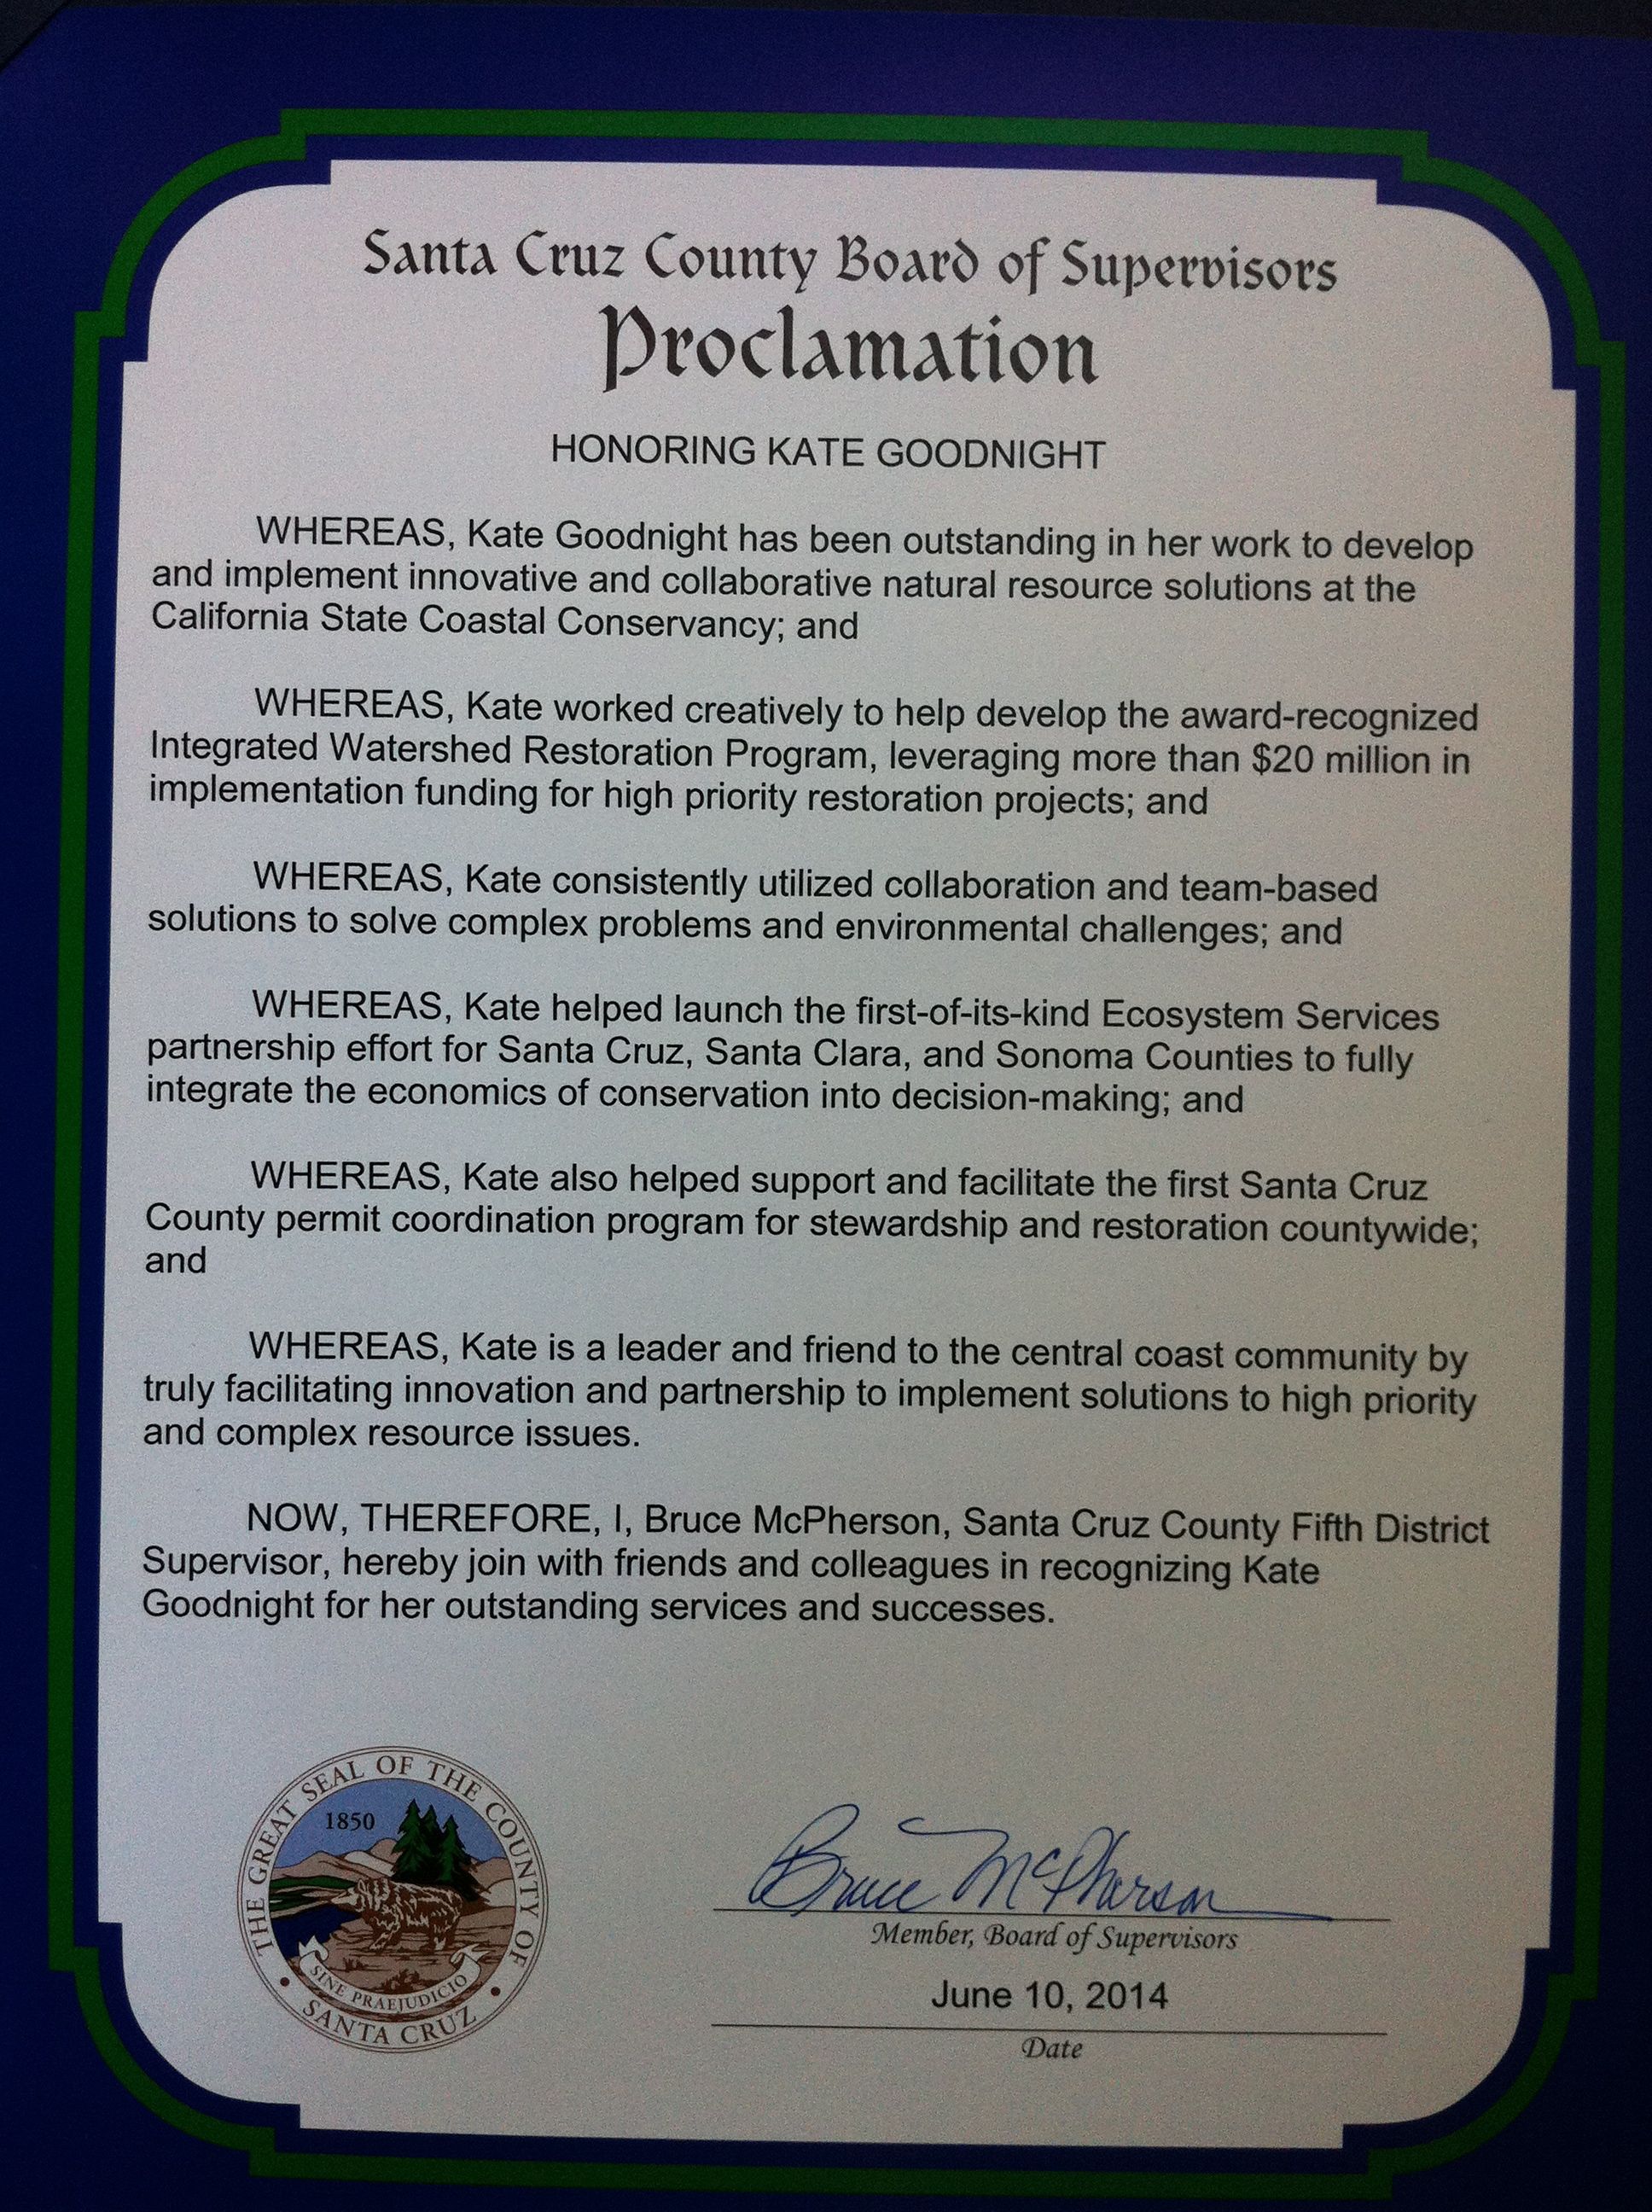 Santa Cruz County Board of Supervisors
Proclamation
HONORING KATE GOODNIGHT
WHEREAS, Kate Goodnight has been outstanding in her work to develop
and implement innovative and collaborative natural resource solutions at the
California State Coastal Conservancy; and
WHEREAS, Kate worked creatively to help develop the award-recognized
Integrated Watershed Restoration Program, leveraging more than $20 million in
implementation funding for high priority restoration projects; and
WHEREAS, Kate consistently utilized collaboration and team-based
solutions to solve complex problems and environmental challenges; and
WHEREAS, Kate helped launch the first-of-its-kind Ecosystem Services
partnership effort for Santa Cruz, Santa Clara, and Sonoma Counties to fully
integrate the economics of conservation into decision-making; and
WHEREAS, Kate also helped support and facilitate the first Santa Cruz
County permit coordination program for stewardship and restoration countywide;
and
WHEREAS, Kate is a leader and friend to the central coast community by
truly facilitating innovation and partnership to implement solutions to high priority
and complex resource issues.
NOW, THEREFORE, I, Bruce McPherson, Santa Cruz County Fifth District
Supervisor, hereby join with friends and colleagues in recognizing Kate
Goodnight for her outstanding services and successes.
THE GREAT SEAL OF THE COUNTY OF
SANTA CRUZ
1850
SINE PRAEJUDICIO
Bruce McPherson
Member, Board of Supervisors
June 10, 2014
Date